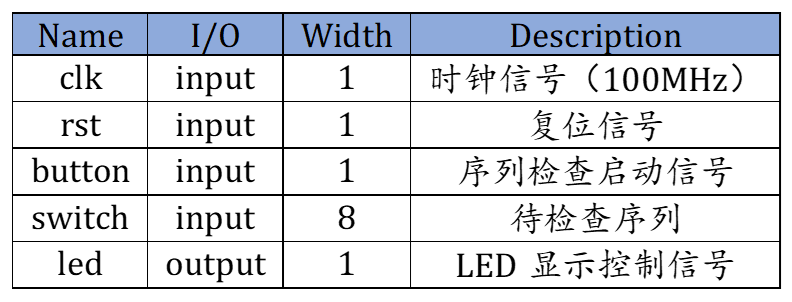 Name I/O Width Description
clk input 1 时钟信号（100MHz）
rst input 1 复位信号
button input 1 序列检查启动信号
switch input 8 待检查序列
led output 1 LED 显示控制信号